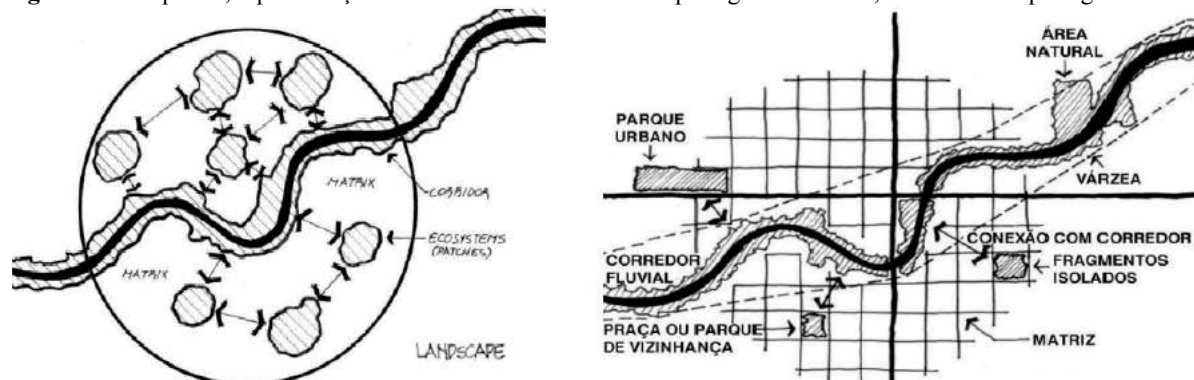 MATRIX
CORRIDOR
ECOSYSTEMS
(PATCHES)
MATRIX
LANDSCAPE
ÁREA
NATURAL
PARQUE
URBANO
VÁRZEA
CONEXÃO COM CORREDOR
CORREDOR
FLUVIAL
FRAGMENTOS
ISOLADOS
PRAÇA OU PARQUE
DE VIZINHANÇA
MATRIZ